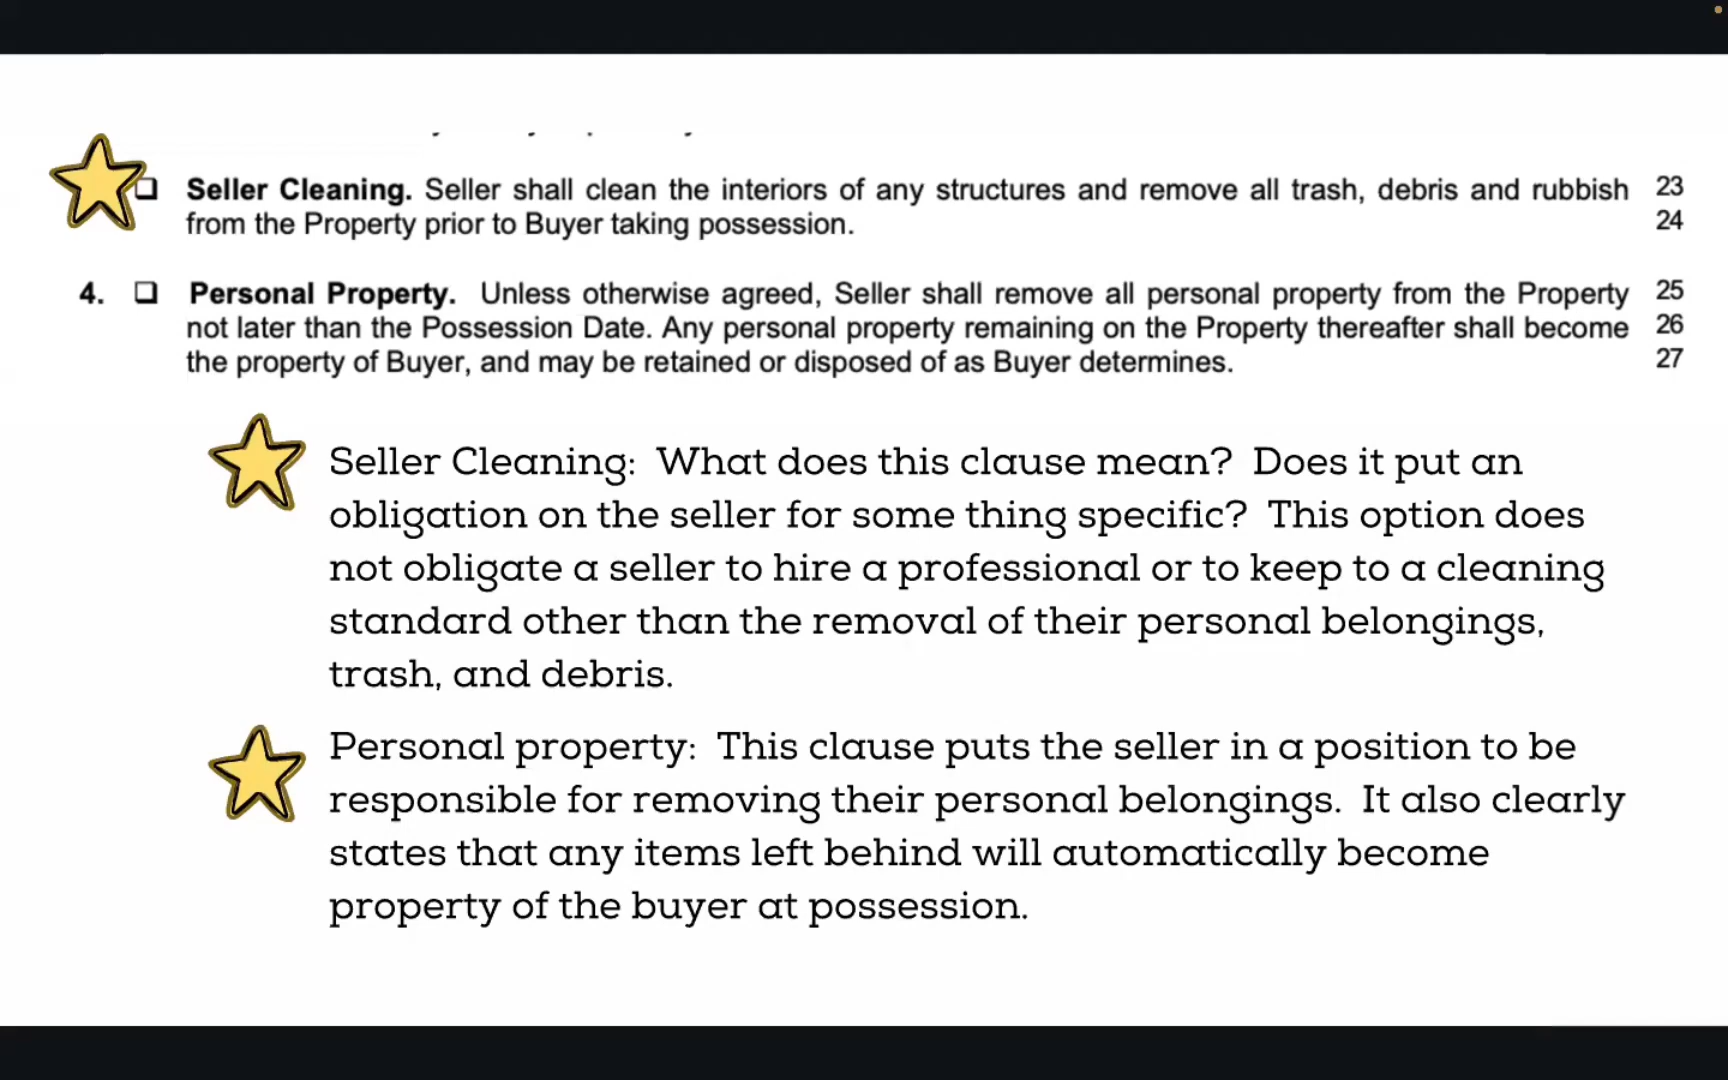 Seller Cleaning. Seller shall clean the interiors of any structures and remove all trash, debris and rubbish 23
from the Property prior to Buyer taking possession. 24
4. ❑ Personal Property. Unless otherwise agreed, Seller shall remove all personal property from the Property 25
not later than the Possession Date. Any personal property remaining on the Property thereafter shall become 26
the property of Buyer, and may be retained or disposed of as Buyer determines. 27
Seller Cleaning: What does this clause mean? Does it put an
obligation on the seller for some thing specific? This option does
not obligate a seller to hire a professional or to keep to a cleaning
standard other than the removal of their personal belongings,
trash, and debris.
Personal property: This clause puts the seller in a position to be
responsible for removing their personal belongings. It also clearly
states that any items left behind will automatically become
property of the buyer at possession.